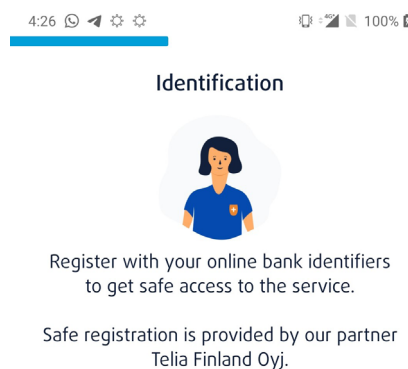 4:26 4G+ 100%
Identification
Register with your online bank identifiers
to get safe access to the service.
Safe registration is provided by our partner
Telia Finland Oyj.